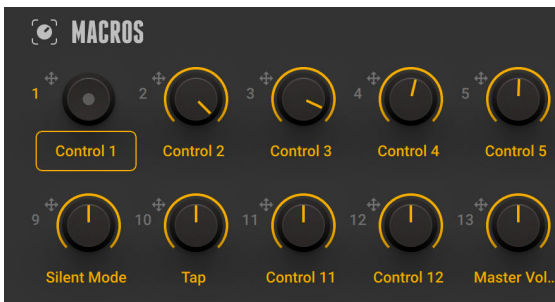 MACROS
1 2 3 4 5
Control 1 Control 2 Control 3 Control 4 Control 5
9 10 11 12 13
Silent Mode Tap Control 11 Control 12 Master Vol..